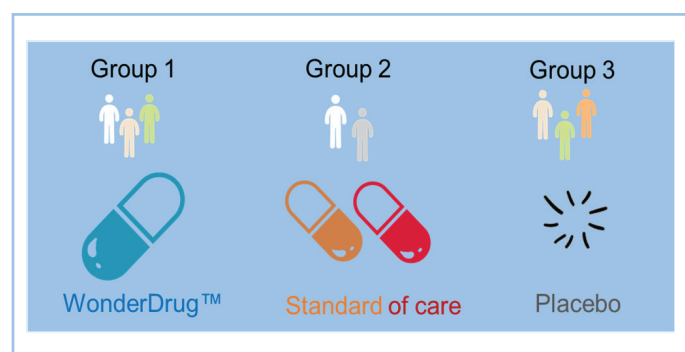 Group 1
Group 2
Group 3
WonderDrug™
Standard of care
Placebo